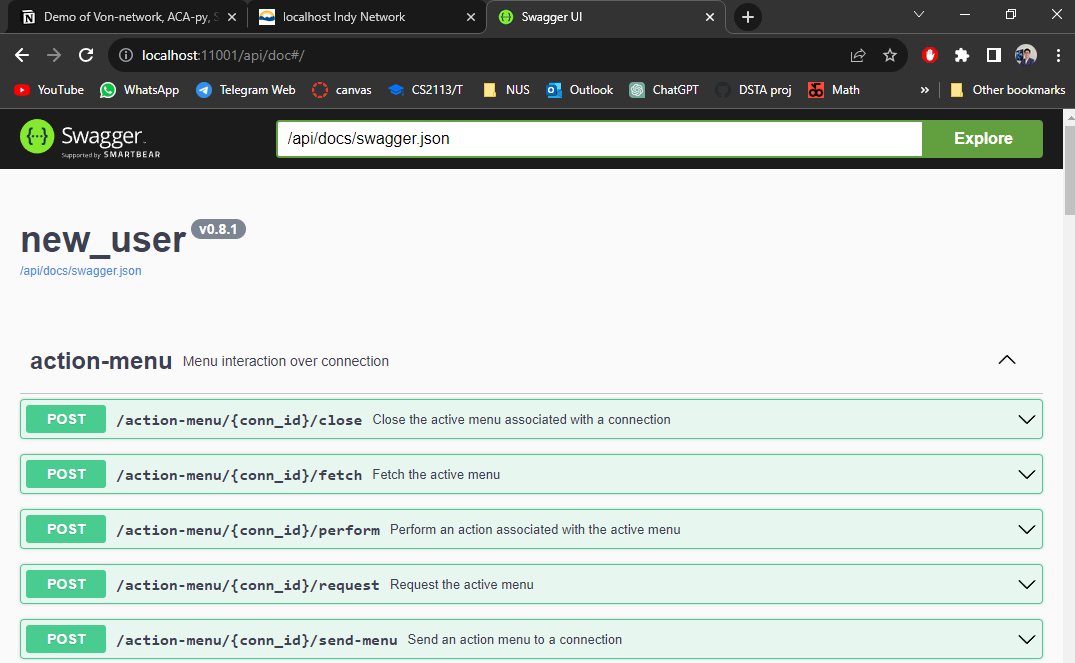 Demo of Von-network, ACA-py, S
localhost Indy Network
Swagger UI
localhost:11001/api/doc#/
YouTube
WhatsApp
Telegram Web
canvas
CS2113/T
NUS
Outlook
ChatGPT
DSTA proj
Math
»
Other bookmarks
{··} Swagger
Supported by SMARTBEAR
/api/docs/swagger.json
Explore
new_user v0.8.1
/api/docs/swagger.json
action-menu Menu interaction over connection
POST /action-menu/{conn_id}/close Close the active menu associated with a connection
POST /action-menu/{conn_id}/fetch Fetch the active menu
POST /action-menu/{conn_id}/perform Perform an action associated with the active menu
POST /action-menu/{conn_id}/request Request the active menu
POST /action-menu/{conn_id}/send-menu Send an action menu to a connection